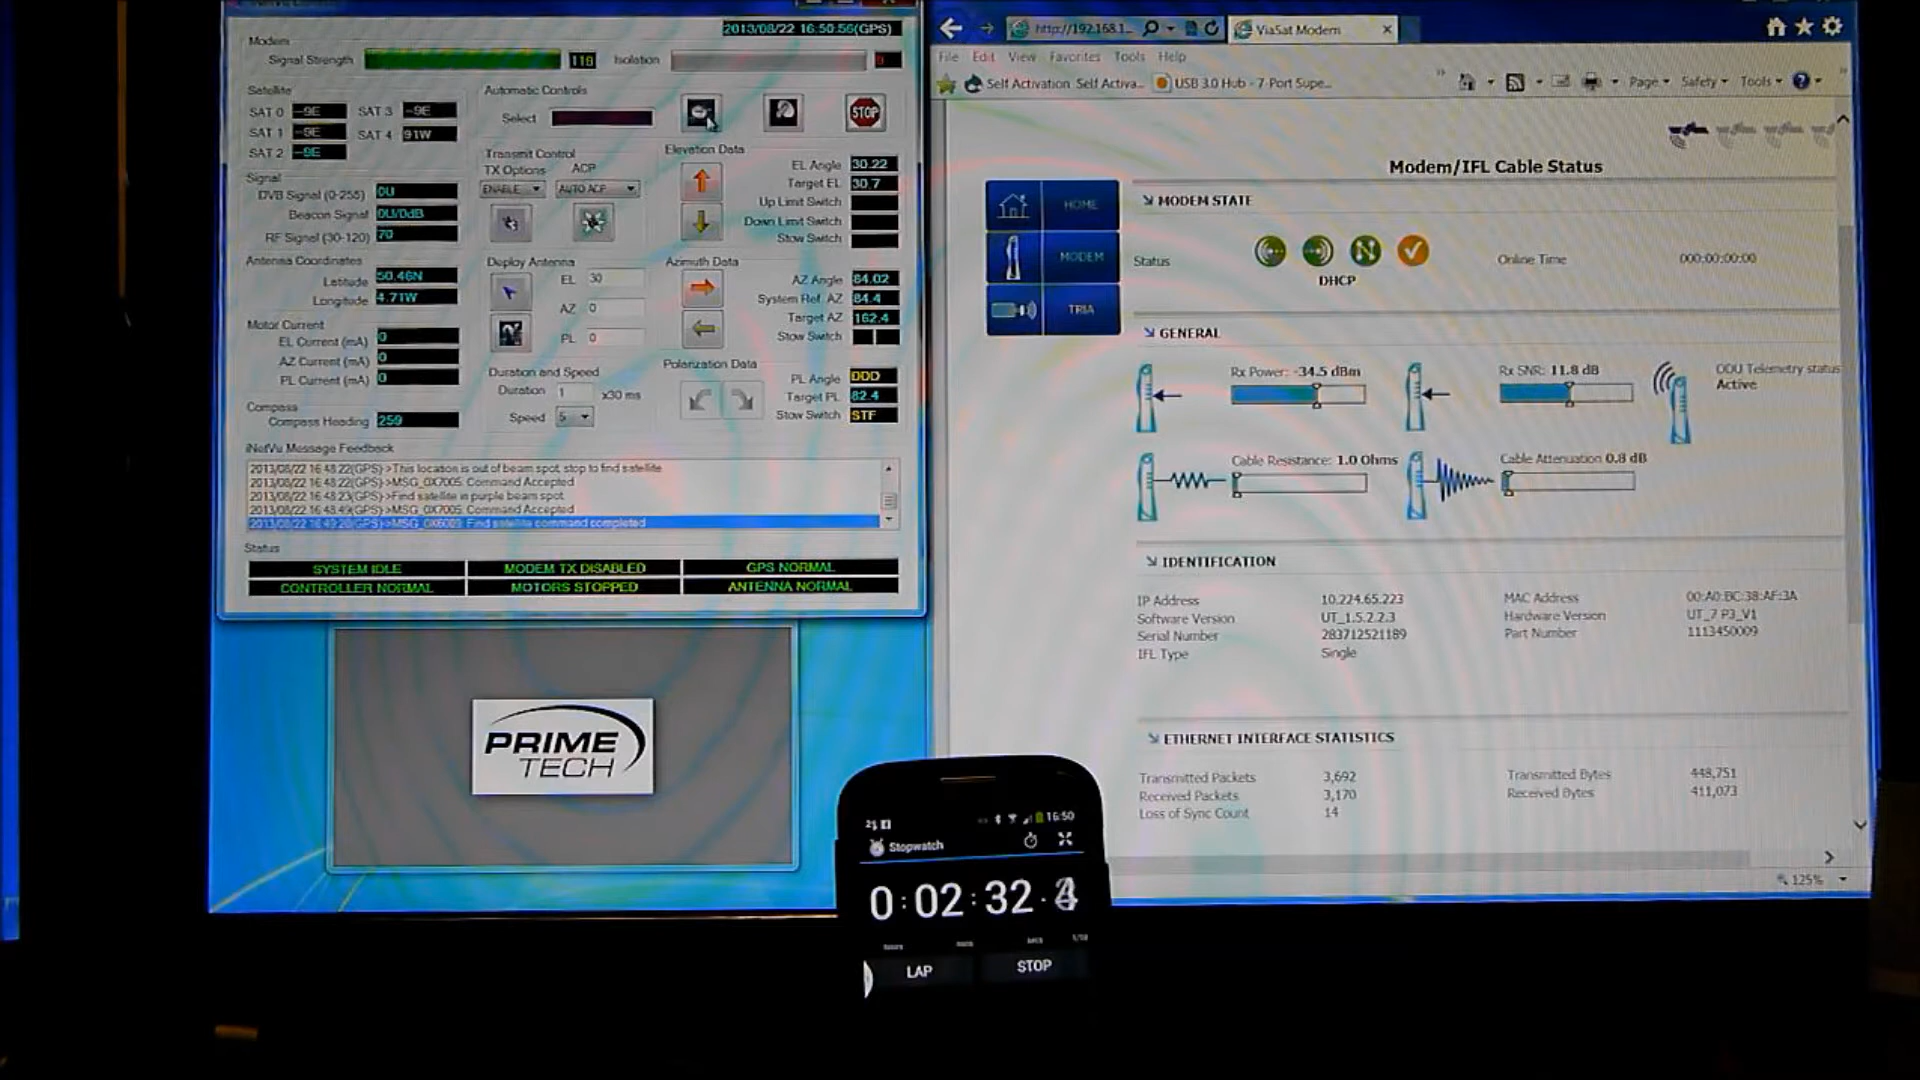 2013/08/22 16:50:56(GPS)
Modem
Signal Strength 118 Isolation
Satellite
SAT 0 -9E SAT 3 -9E
SAT 1 -9E SAT 4 91W
SAT 2 -9E
Signal
DVB Signal (0-255) 0U
Beacon Signal 0U/0dB
RF Signal (30-120) 70
Antenna Coordinates
Latitude 50.46N
Longitude 4.71W
Motor Current
EL Current (mA) 0
AZ Current (mA) 0
PL Current (mA) 0
Compass
Compass Heading 259
Automatic Controls
Select
STOP
Transmit Control
TX Options ACP
ENABLE AUTO ACP
Deploy Antenna
EL 30
AZ 0
PL 0
Duration and Speed
Duration 1 x30 ms
Speed 5
Elevation Data
EL Angle 30.22
Target EL 30.7
Up Limit Switch
Down Limit Switch
Stow Switch
Azimuth Data
AZ Angle 84.02
System Ref. AZ 84.4
Target AZ 162.4
Stow Switch
Polarization Data
PL Angle DDD
Target PL 82.4
Stow Switch STF
iNetVu Message Feedback
2013/08/22 16:48:22(GPS)->This location is out of beam spot, stop to find satellite
2013/08/22 16:48:22(GPS)->MSG_0X7005: Command Accepted
2013/08/22 16:48:23(GPS)->Find satellite in purple beam spot
2013/08/22 16:48:49(GPS)->MSG_0X7005: Command Accepted
2013/08/22 16:49:20(GPS)->MSG_0X6009: Find satellite command completed
Status
SYSTEM IDLE MODEM TX DISABLED GPS NORMAL
CONTROLLER NORMAL MOTORS STOPPED ANTENNA NORMAL
PRIME
TECH
http://192.168.1... ViaSat Modem
File Edit View Favorites Tools Help
Self Activation Self Activa... USB 3.0 Hub - 7-Port Supe... Page Safety Tools
Modem/IFL Cable Status
HOME
MODEM
TRIA
MODEM STATE
Status
DHCP
Online Time 000:00:00:00
GENERAL
Rx Power: -34.5 dBm
Rx SNR: 11.8 dB
ODU Telemetry status
Active
Cable Resistance: 1.0 Ohms
Cable Attenuation 0.8 dB
IDENTIFICATION
IP Address 10.224.65.223 MAC Address 00:A0:BC:38:AF:3A
Software Version UT_1.5.2.2.3 Hardware Version UT_7 P3_V1
Serial Number 283712521189 Part Number 1113450009
IFL Type Single
ETHERNET INTERFACE STATISTICS
Transmitted Packets 3,692 Transmitted Bytes 448,751
Received Packets 3,170 Received Bytes 411,073
Loss of Sync Count 14
125%
16:50
Stopwatch
0:02:32.
LAP STOP